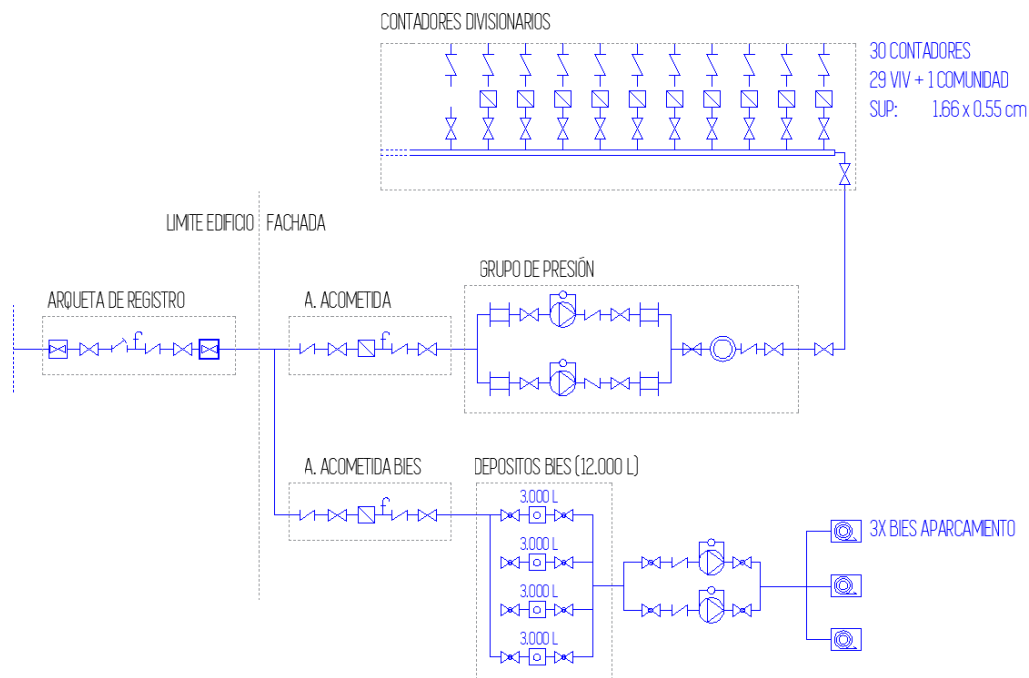 CONTADORES DIVISIONARIOS
30 CONTADORES
29 VIV + 1 COMUNIDAD
SUP: 1.66 x 0.55 cm
LIMITE EDIFICIO
FACHADA
GRUPO DE PRESIÓN
ARQUETA DE REGISTRO
A. ACOMETIDA
A. ACOMETIDA BIES
DEPOSITOS BIES (12.000 L)
3.000 L
3.000 L
3.000 L
3.000 L
3X BIES APARCAMIENTO